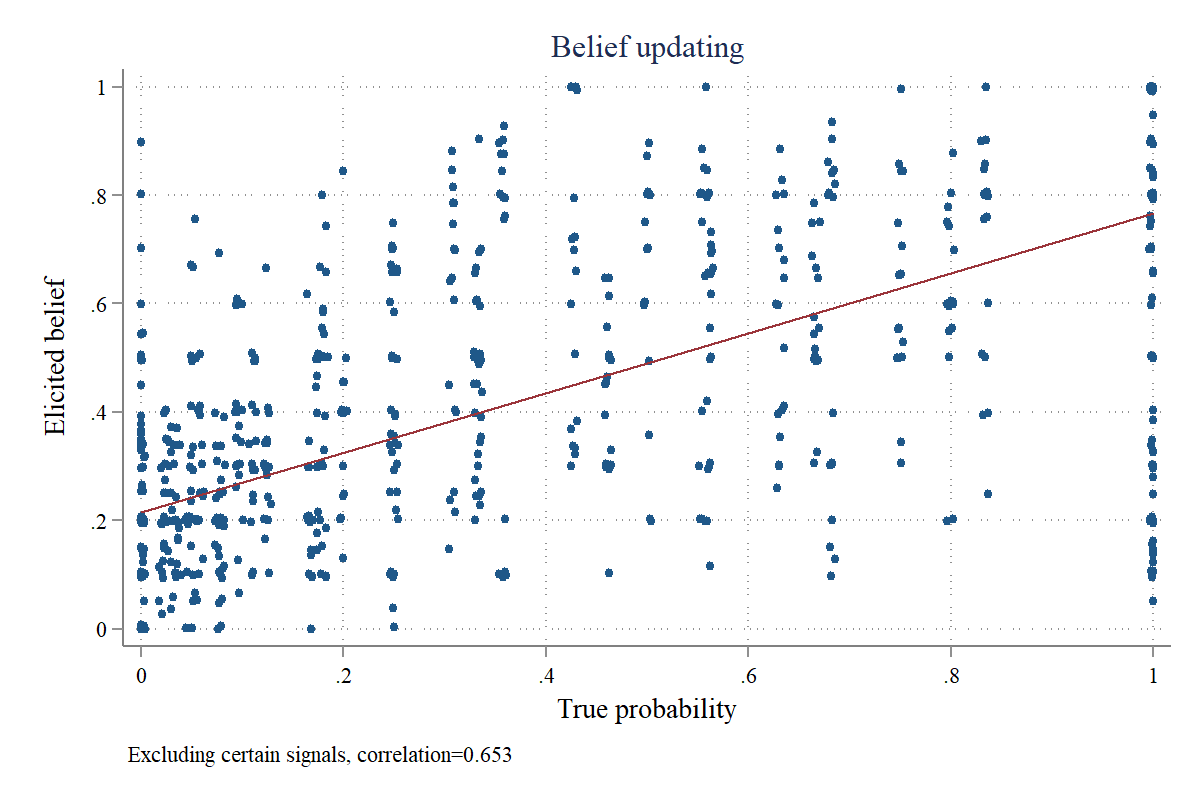 Belief updating
Elicited belief
1
.8
.6
.4
.2
0
0 .2 .4 .6 .8 1
True probability
Excluding certain signals, correlation=0.653